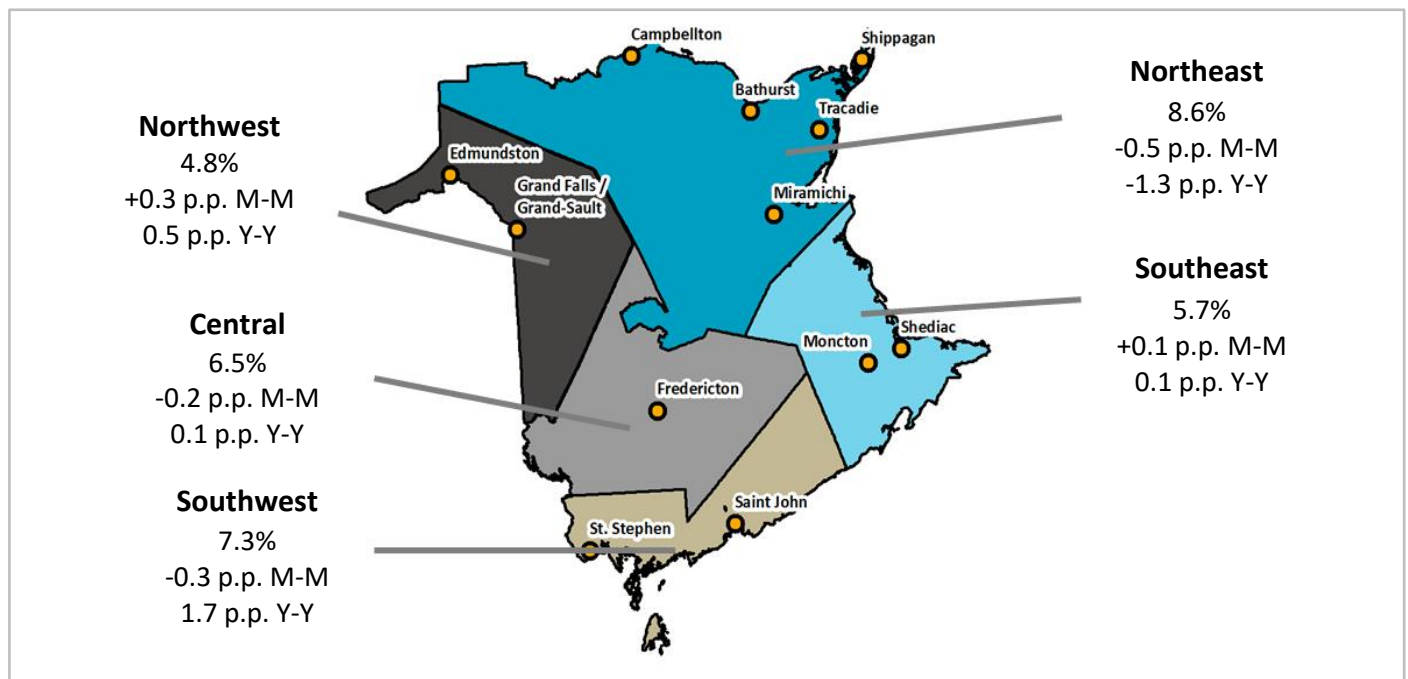 Campbellton
Shippagan
Northeast
8.6%
-0.5 p.p. M-M
-1.3 p.p. Y-Y
Bathurst
Tracadie
Northwest
4.8%
+0.3 p.p. M-M
0.5 p.p. Y-Y
Edmundston
Grand Falls /
Grand-Sault
Miramichi
Southeast
5.7%
+0.1 p.p. M-M
0.1 p.p. Y-Y
Central
6.5%
-0.2 p.p. M-M
0.1 p.p. Y-Y
Shediac
Moncton
Fredericton
Southwest
7.3%
-0.3 p.p. M-M
1.7 p.p. Y-Y
Saint John
St. Stephen